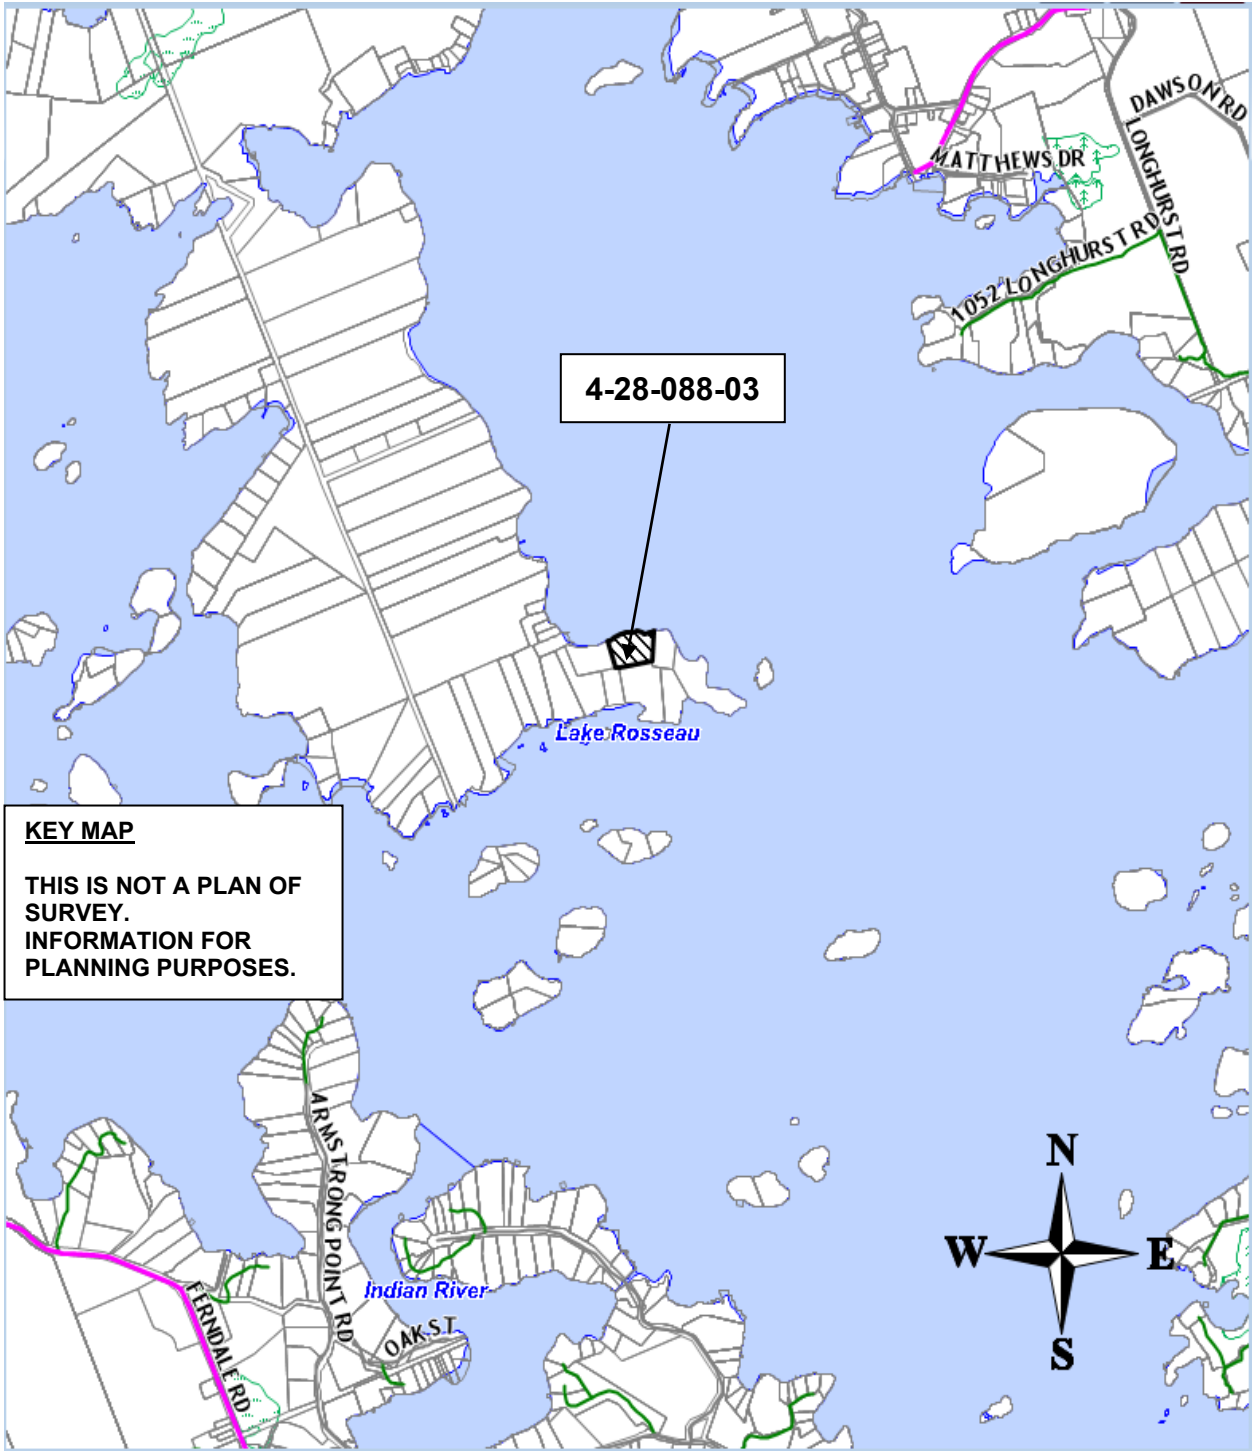 DAWSON RD
LONGHURST RD
MATTHEWS DR
1052 LONGHURST RD
4-28-088-03
Lake Rosseau
KEY MAP
THIS IS NOT A PLAN OF
SURVEY.
INFORMATION FOR
PLANNING PURPOSES.
ARMSTRONG POINT RD
Indian River
FERNDALE RD
OAK ST
N
W
E
S